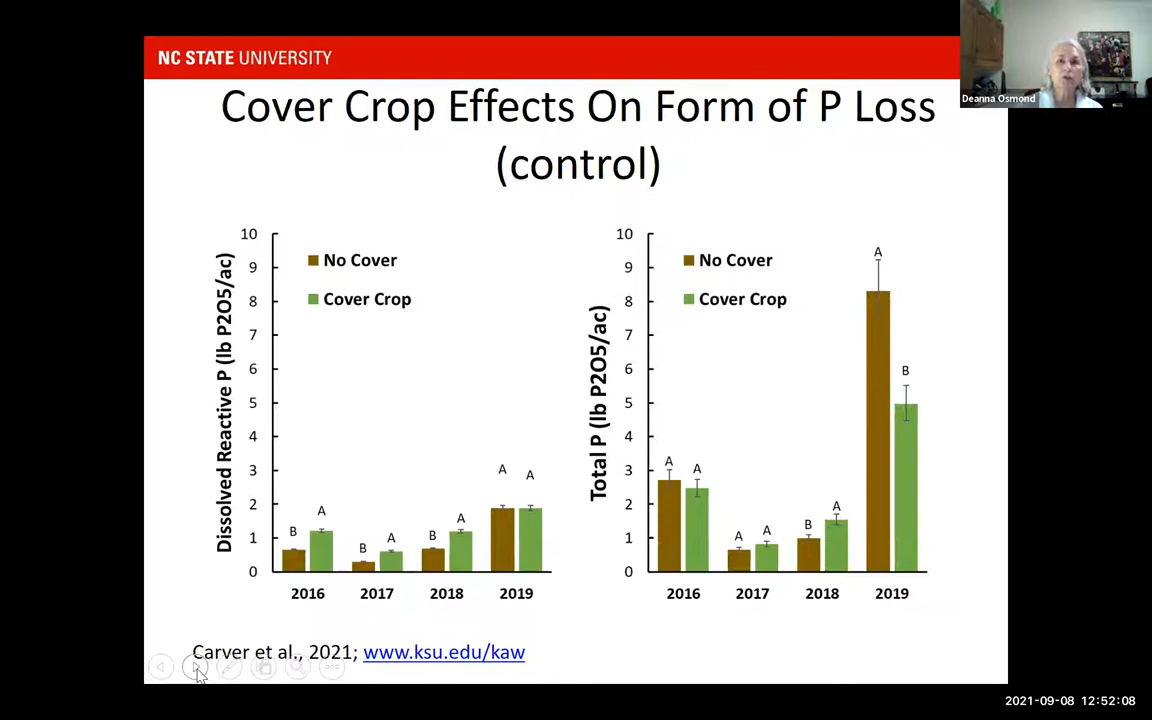 NC STATE UNIVERSITY
Deanna Osmond
Cover Crop Effects On Form of P Loss
(control)
Dissolved Reactive P (lb P2O5/ac)
10
9
8
7
6
5
4
3
2
1
0
No Cover
Cover Crop
B
A
B
A
B
A
A
A
2016
2017
2018
2019
Total P (lb P2O5/ac)
10
9
8
7
6
5
4
3
2
1
0
No Cover
Cover Crop
A
A
A
A
B
A
A
B
2016
2017
2018
2019
Carver et al., 2021; www.ksu.edu/kaw
2021-09-08 12:52:08